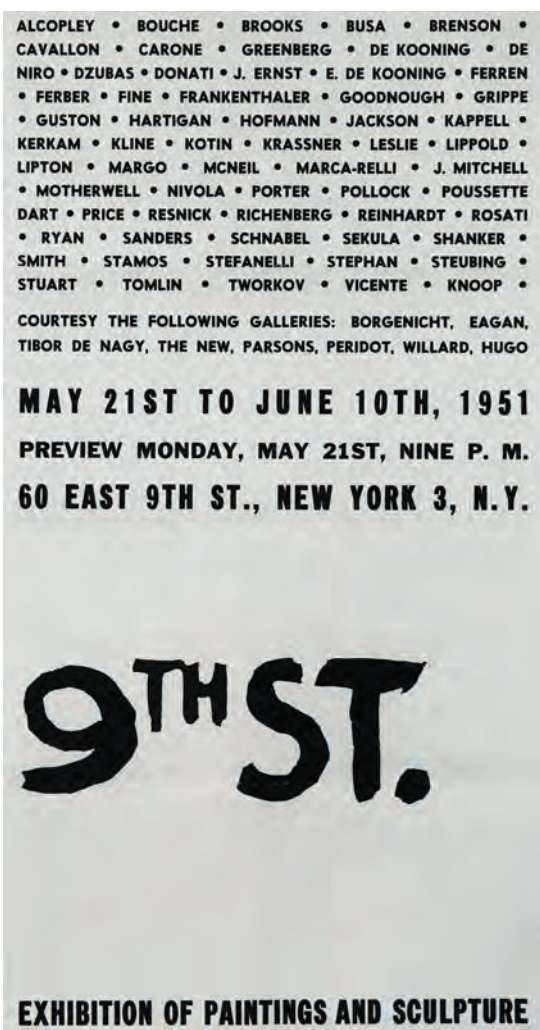 ALCOPLEY • BOUCHE • BROOKS • BUSA • BRENSON •
CAVALLON • CARONE • GREENBERG • DE KOONING • DE
NIRO • DZUBAS • DONATI • J. ERNST • E. DE KOONING • FERREN
• FERBER • FINE • FRANKENTHALER • GOODNOUGH • GRIPPE
• GUSTON • HARTIGAN • HOFMANN • JACKSON • KAPPELL •
KERKAM • KLINE • KOTIN • KRASSNER • LESLIE • LIPPOLD •
LIPTON • MARGO • MCNEIL • MARCA-RELLI • J. MITCHELL
• MOTHERWELL • NIVOLA • PORTER • POLLOCK • POUSSETTE
DART • PRICE • RESNICK • RICHENBERG • REINHARDT • ROSATI
• RYAN • SANDERS • SCHNABEL • SEKULA • SHANKER •
SMITH • STAMOS • STEFANELLI • STEPHAN • STEUBING •
STUART • TOMLIN • TWORKOV • VICENTE • KNOOP •
COURTESY THE FOLLOWING GALLERIES: BORGENICHT, EAGAN,
TIBOR DE NAGY, THE NEW, PARSONS, PERIDOT, WILLARD, HUGO
MAY 21ST TO JUNE 10TH, 1951
PREVIEW MONDAY, MAY 21ST, NINE P. M.
60 EAST 9TH ST., NEW YORK 3, N.Y.
9TH ST.
EXHIBITION OF PAINTINGS AND SCULPTURE